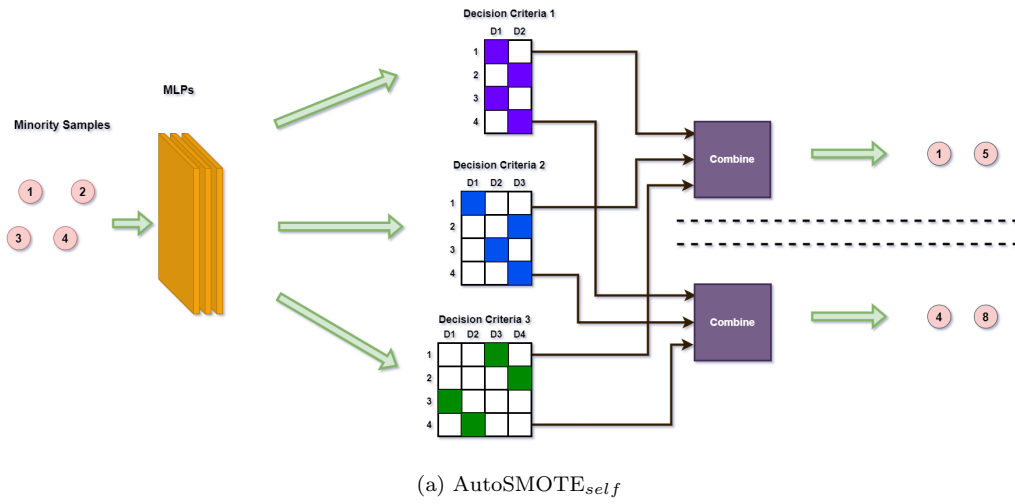 Decision Criteria 1
D1 D2
1
2
3
4
MLPs
Minority Samples
1 2
3 4
Decision Criteria 2
D1 D2 D3
1
2
3
4
Decision Criteria 3
D1 D2 D3 D4
1
2
3
4
Combine
1 5
Combine
4 8
(a) AutoSMOTEself